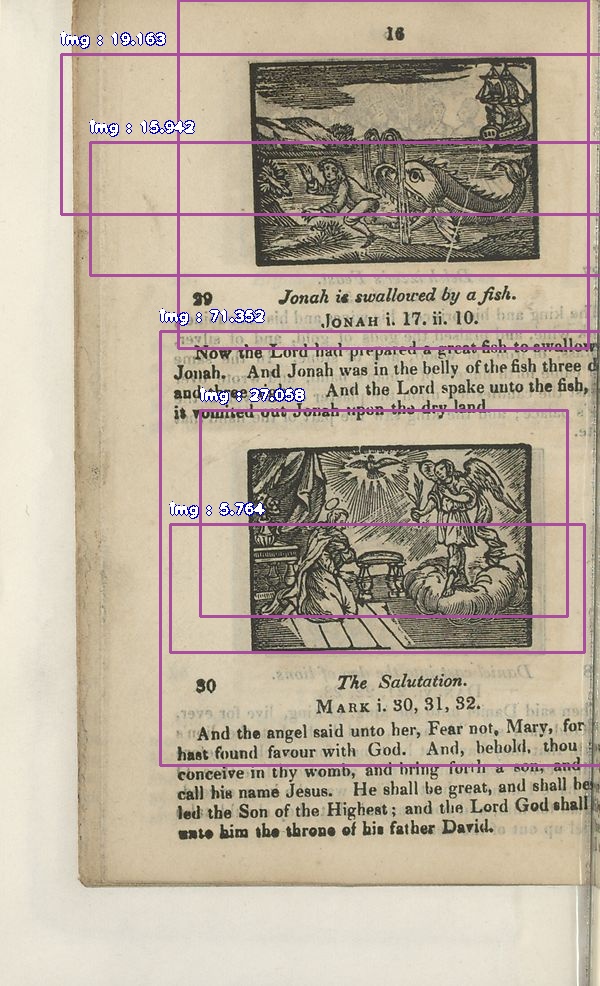 16
img : 19.163
img : 15.942
29 Jonah is swallowed by a fish.
JONAH i. 17. ii. 10.
img : 71.352
Now the Lord had prepared a great fish to swallow
Jonah. And Jonah was in the belly of the fish three
and three And the Lord spake unto the fish,
img : 27.058
it vomited out Jonah upon the dry land
img : 5.764
30 The Salutation.
MARK i. 30, 31, 32.
And the angel said unto her, Fear not, Mary, for
hast found favour with God. And, behold, thou
conceive in thy womb, and bring forth a son, and
call his name Jesus. He shall be great, and shall be
led the Son of the Highest; and the Lord God shall
unto him the throne of his father David.